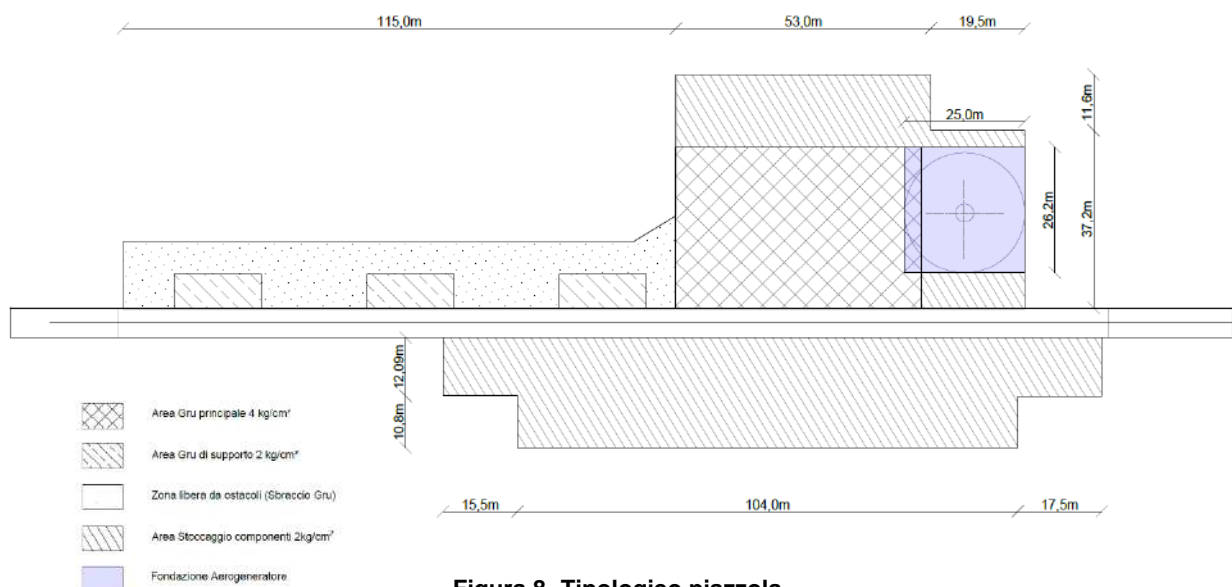 115,0m
53,0m
19,5m
25,0m
11,6m
26,2m
37,2m
12,09m
10,8m
Area Gru principale 4 kg/cm²
Area Gru di supporto 2 kg/cm²
Zona libera da ostacoli (Sbraccio Gru)
15,5m
104,0m
17,5m
Area Stoccaggio componenti 2kg/cm²
Fondazione Aerogeneratore
Figura 8- Tipologico piazzola